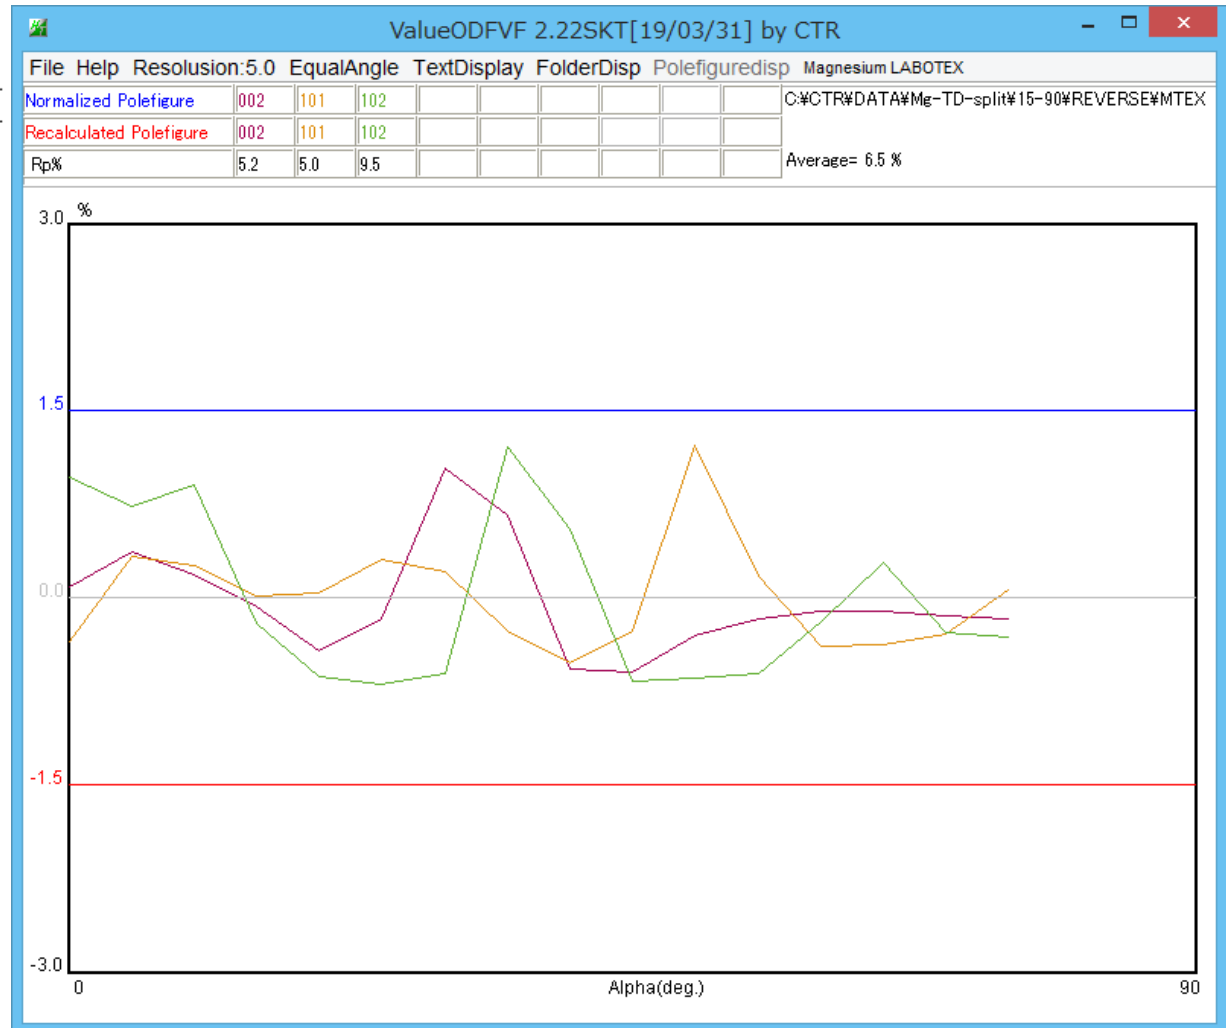 ValueODFVF 2.22SKT[19/03/31] by CTR
File Help Resolusion:5.0 EqualAngle TextDisplay FolderDisp Polefiguredisp Magnesium LABOTEX
Normalized Polefigure 002 101 102 C:¥CTR¥DATA¥Mg-TD-split¥15-90¥REVERSE¥MTEX
Recalculated Polefigure 002 101 102
Rp% 5.2 5.0 9.5 Average= 6.5 %
3.0 %
1.5
0.0
-1.5
-3.0
0 Alpha(deg.) 90